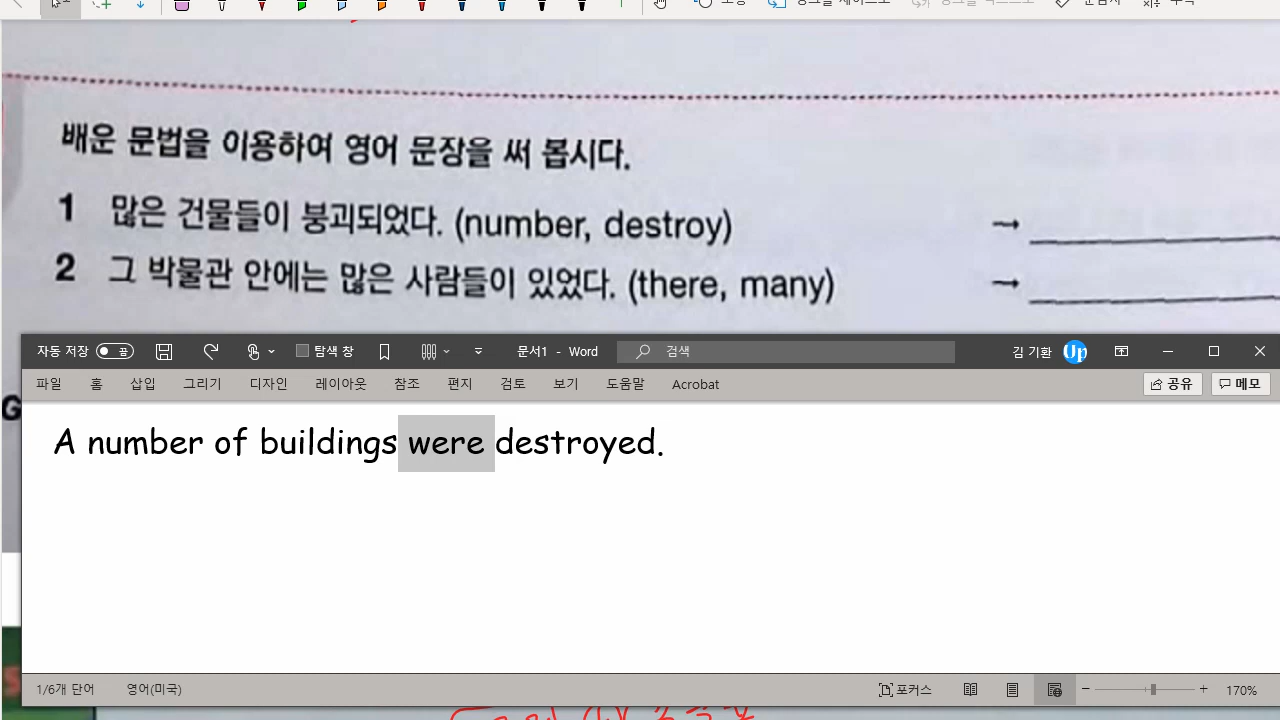 배운 문법을 이용하여 영어 문장을 써 봅시다.
1 많은 건물들이 붕괴되었다. (number, destroy) →
2 그 박물관 안에는 많은 사람들이 있었다. (there, many) →
자동 저장 끔 탐색 창 문서1 - Word 검색 김 기환 Up
파일 홈 삽입 그리기 디자인 레이아웃 참조 편지 검토 보기 도움말 Acrobat 공유 메모
A number of buildings were destroyed.
1/6개 단어 영어(미국) 포커스 170%